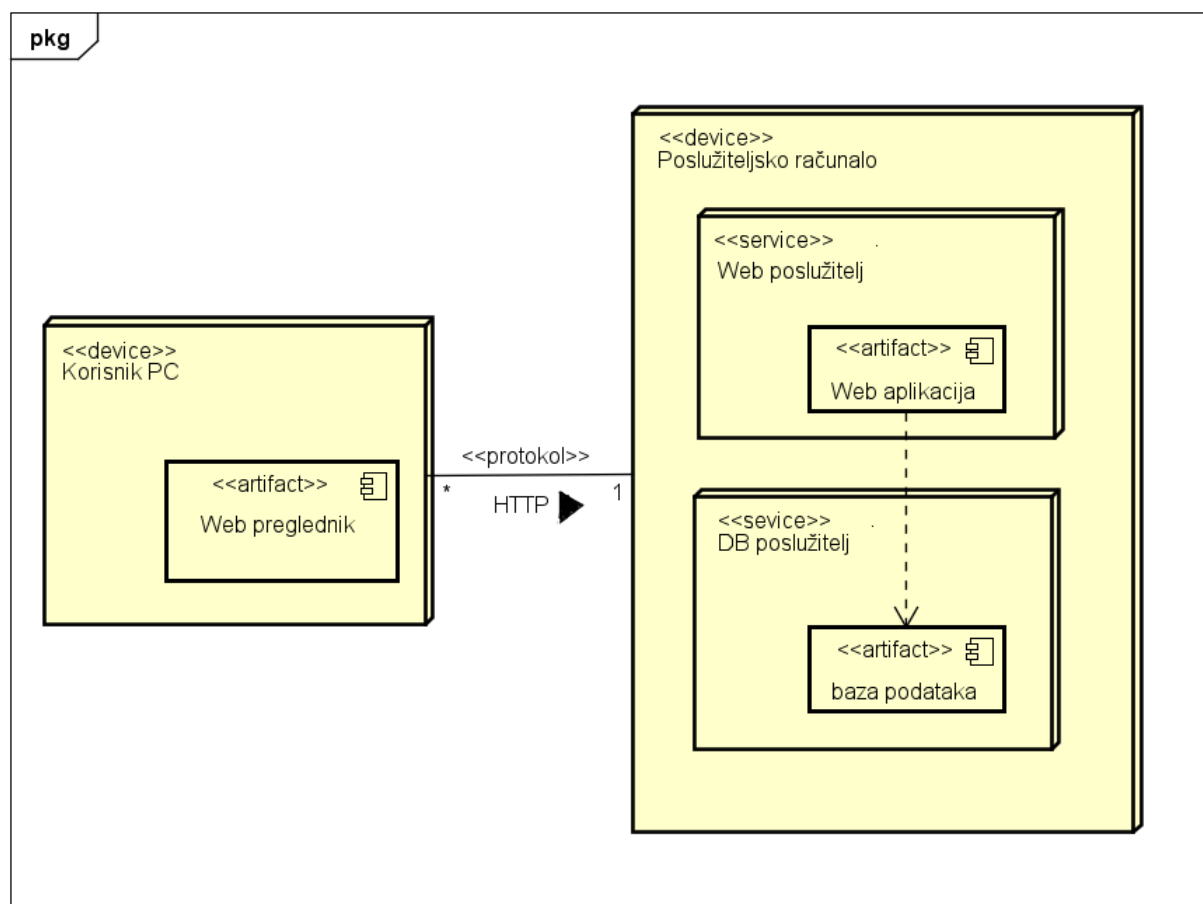 pkg
<<device>>
Korisnik PC
<<artifact>>
Web preglednik
<<protokol>>
* HTTP 1
<<device>>
Poslužiteljsko računalo
<<service>>
Web poslužitelj
<<artifact>>
Web aplikacija
<<sevice>>
DB poslužitelj
<<artifact>>
baza podataka